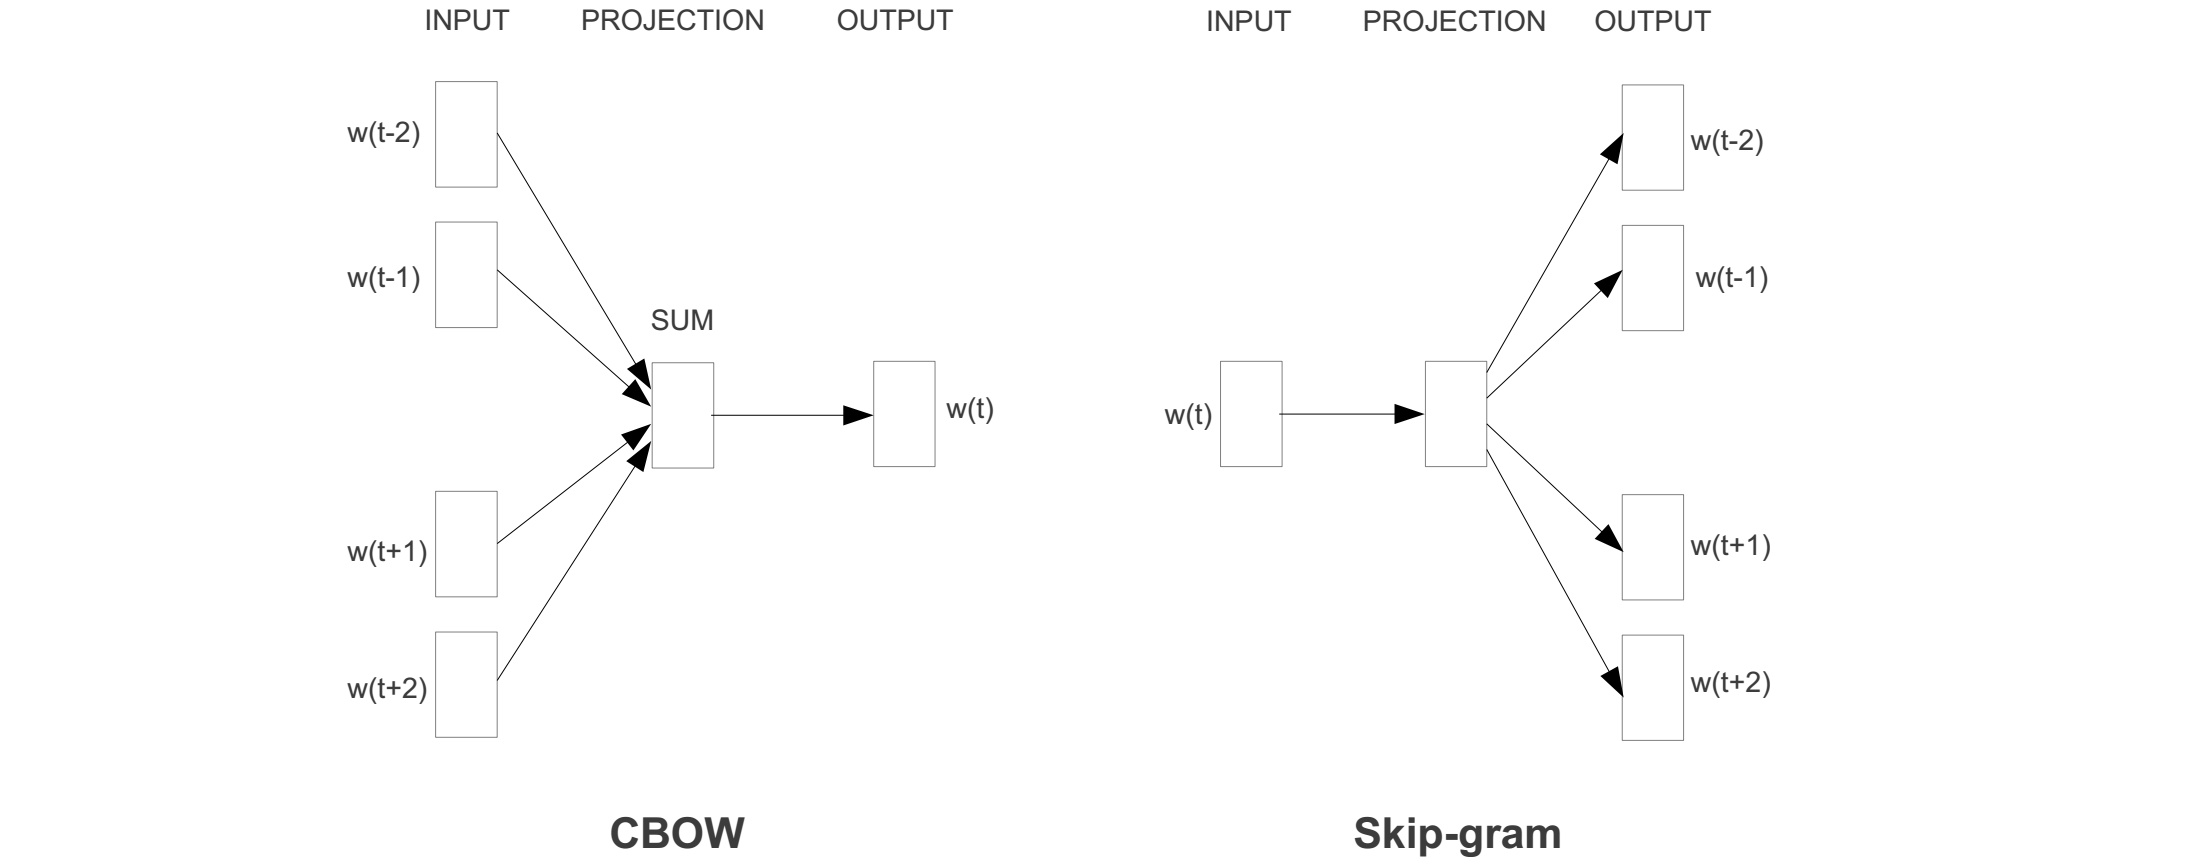 INPUT PROJECTION OUTPUT
w(t-2)
w(t-1)
SUM
w(t)
w(t+1)
w(t+2)
CBOW
INPUT PROJECTION OUTPUT
w(t-2)
w(t-1)
w(t)
w(t+1)
w(t+2)
Skip-gram